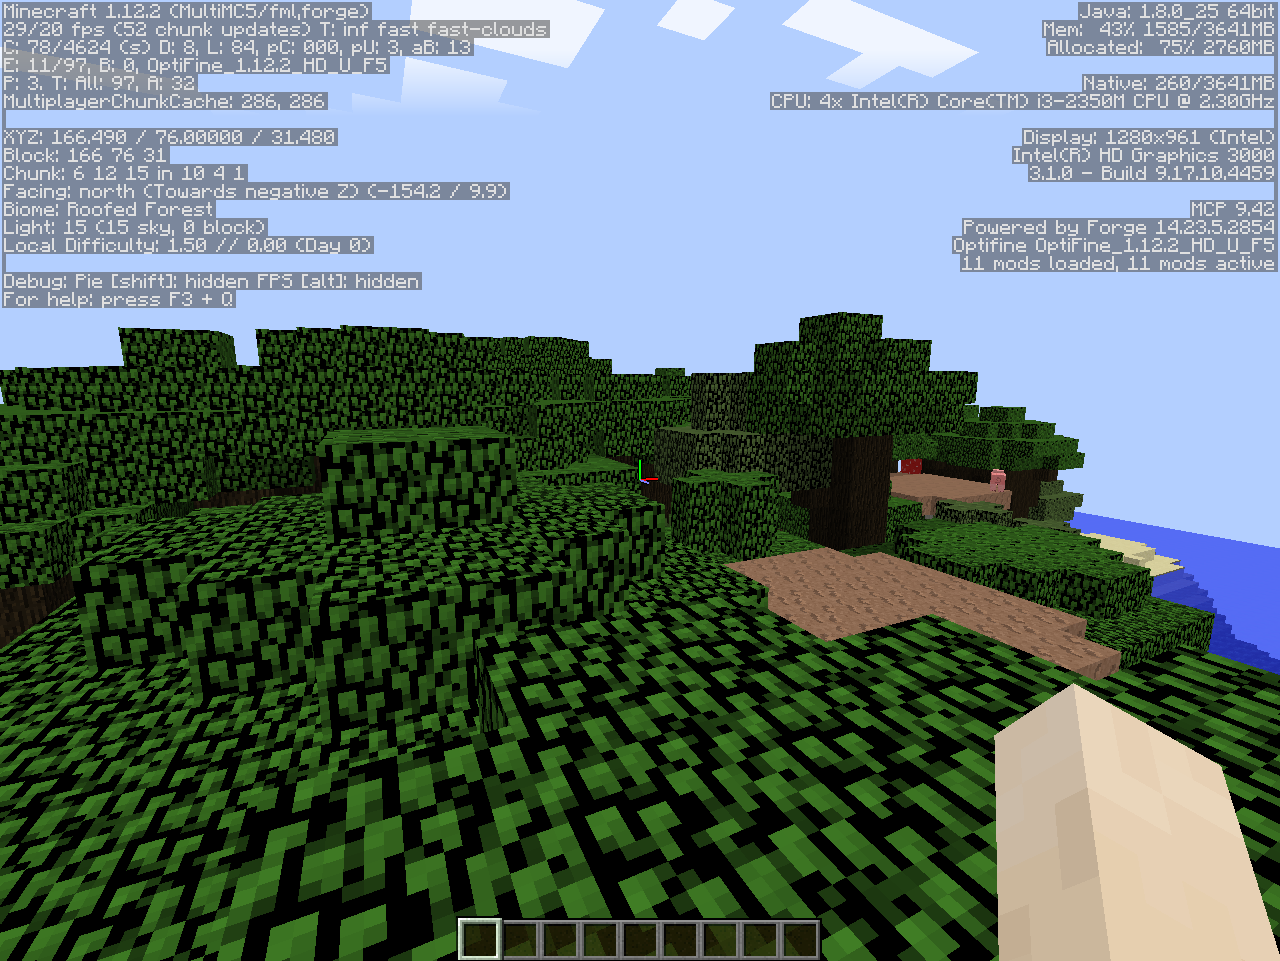 Minecraft 1.12.2 (MultiMC5/fml,forge)
29/20 fps (52 chunk updates) T: inf fast fast-clouds
C: 78/4624 (s) D: 8, L: 84, pC: 000, pU: 3, aB: 13
E: 11/97, B: 0, OptiFine_1.12.2_HD_U_F5
P: 3. T: All: 97, A: 32
MultiplayerChunkCache: 286, 286
XYZ: 166.490 / 76.00000 / 31.480
Block: 166 76 31
Chunk: 6 12 15 in 10 4 1
Facing: north (Towards negative Z) (-154.2 / 9.9)
Biome: Roofed Forest
Light: 15 (15 sky, 0 block)
Local Difficulty: 1.50 // 0.00 (Day 0)
Debug: Pie [shift]: hidden FPS [alt]: hidden
For help: press F3 + Q
Java: 1.8.0_25 64bit
Mem: 43% 1585/3641MB
Allocated: 75% 2760MB
Native: 260/3641MB
CPU: 4x Intel(R) Core(TM) i3-2350M CPU @ 2.30GHz
Display: 1280x961 (Intel)
Intel(R) HD Graphics 3000
3.1.0 - Build 9.17.10.4459
MCP 9.42
Powered by Forge 14.23.5.2854
Optifine OptiFine_1.12.2_HD_U_F5
11 mods loaded, 11 mods active